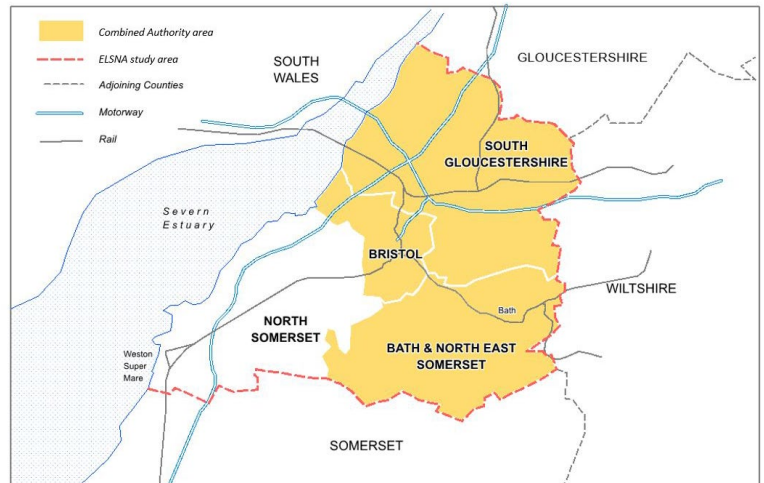 Combined Authority area
ELSNA study area
Adjoining Counties
Motorway
Rail
SOUTH
WALES
GLOUCESTERSHIRE
SOUTH
GLOUCESTERSHIRE
Severn
Estuary
BRISTOL
WILTSHIRE
Bath
NORTH
SOMERSET
BATH & NORTH EAST
SOMERSET
Weston
Super
Mare
SOMERSET